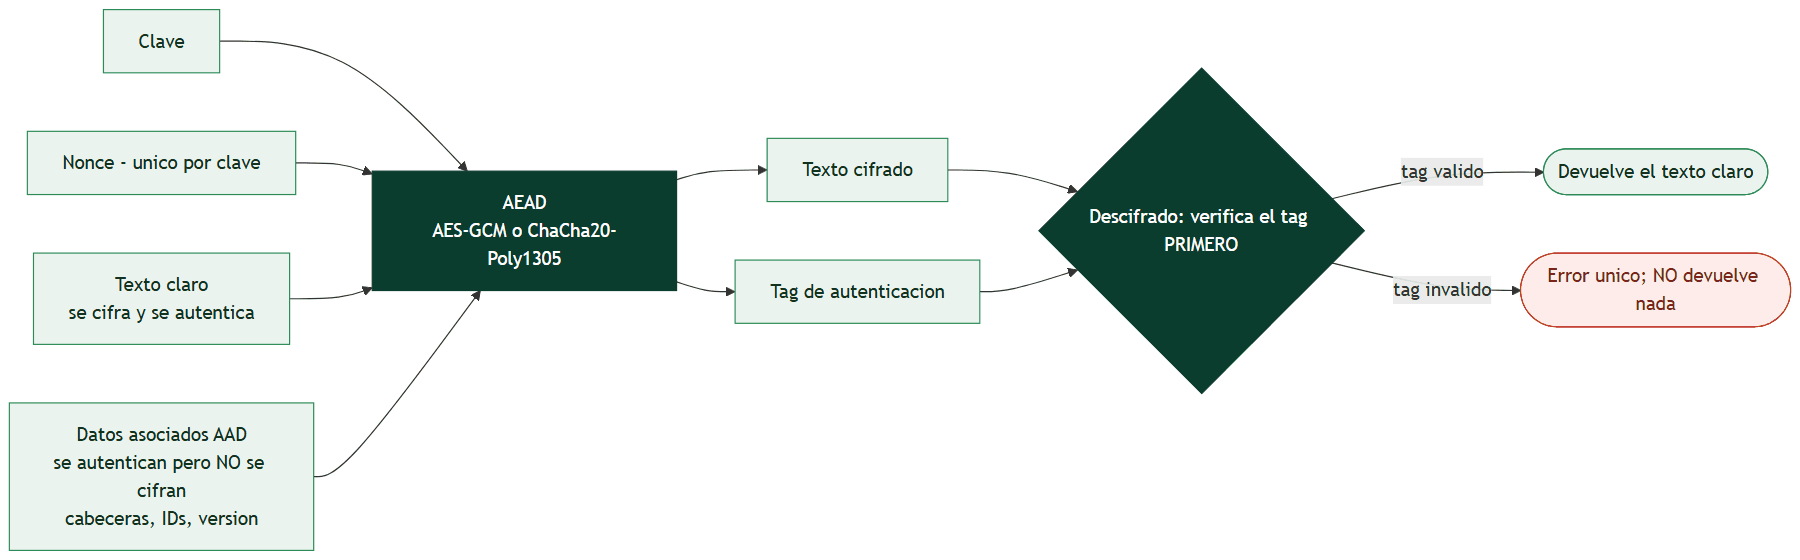 Clave
Nonce - unico por clave
Texto claro
se cifra y se autentica
Datos asociados AAD
se autentican pero NO se
cifran
cabeceras, IDs, version
AEAD
AES-GCM o ChaCha20-
Poly1305
Texto cifrado
Tag de autenticacion
Descifrado: verifica el tag
PRIMERO
tag valido
tag invalido
Devuelve el texto claro
Error unico; NO devuelve
nada